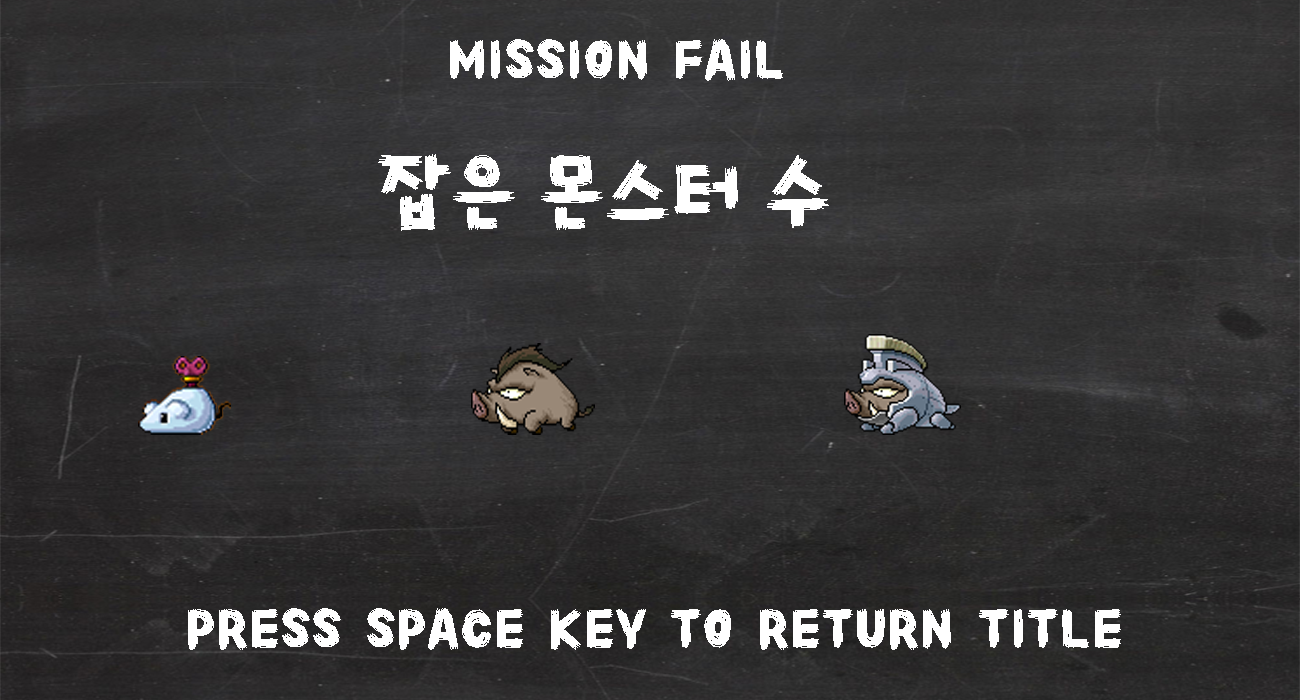 MISSION FAIL
잡은 몬스터 수
PRESS SPACE KEY TO RETURN TITLE